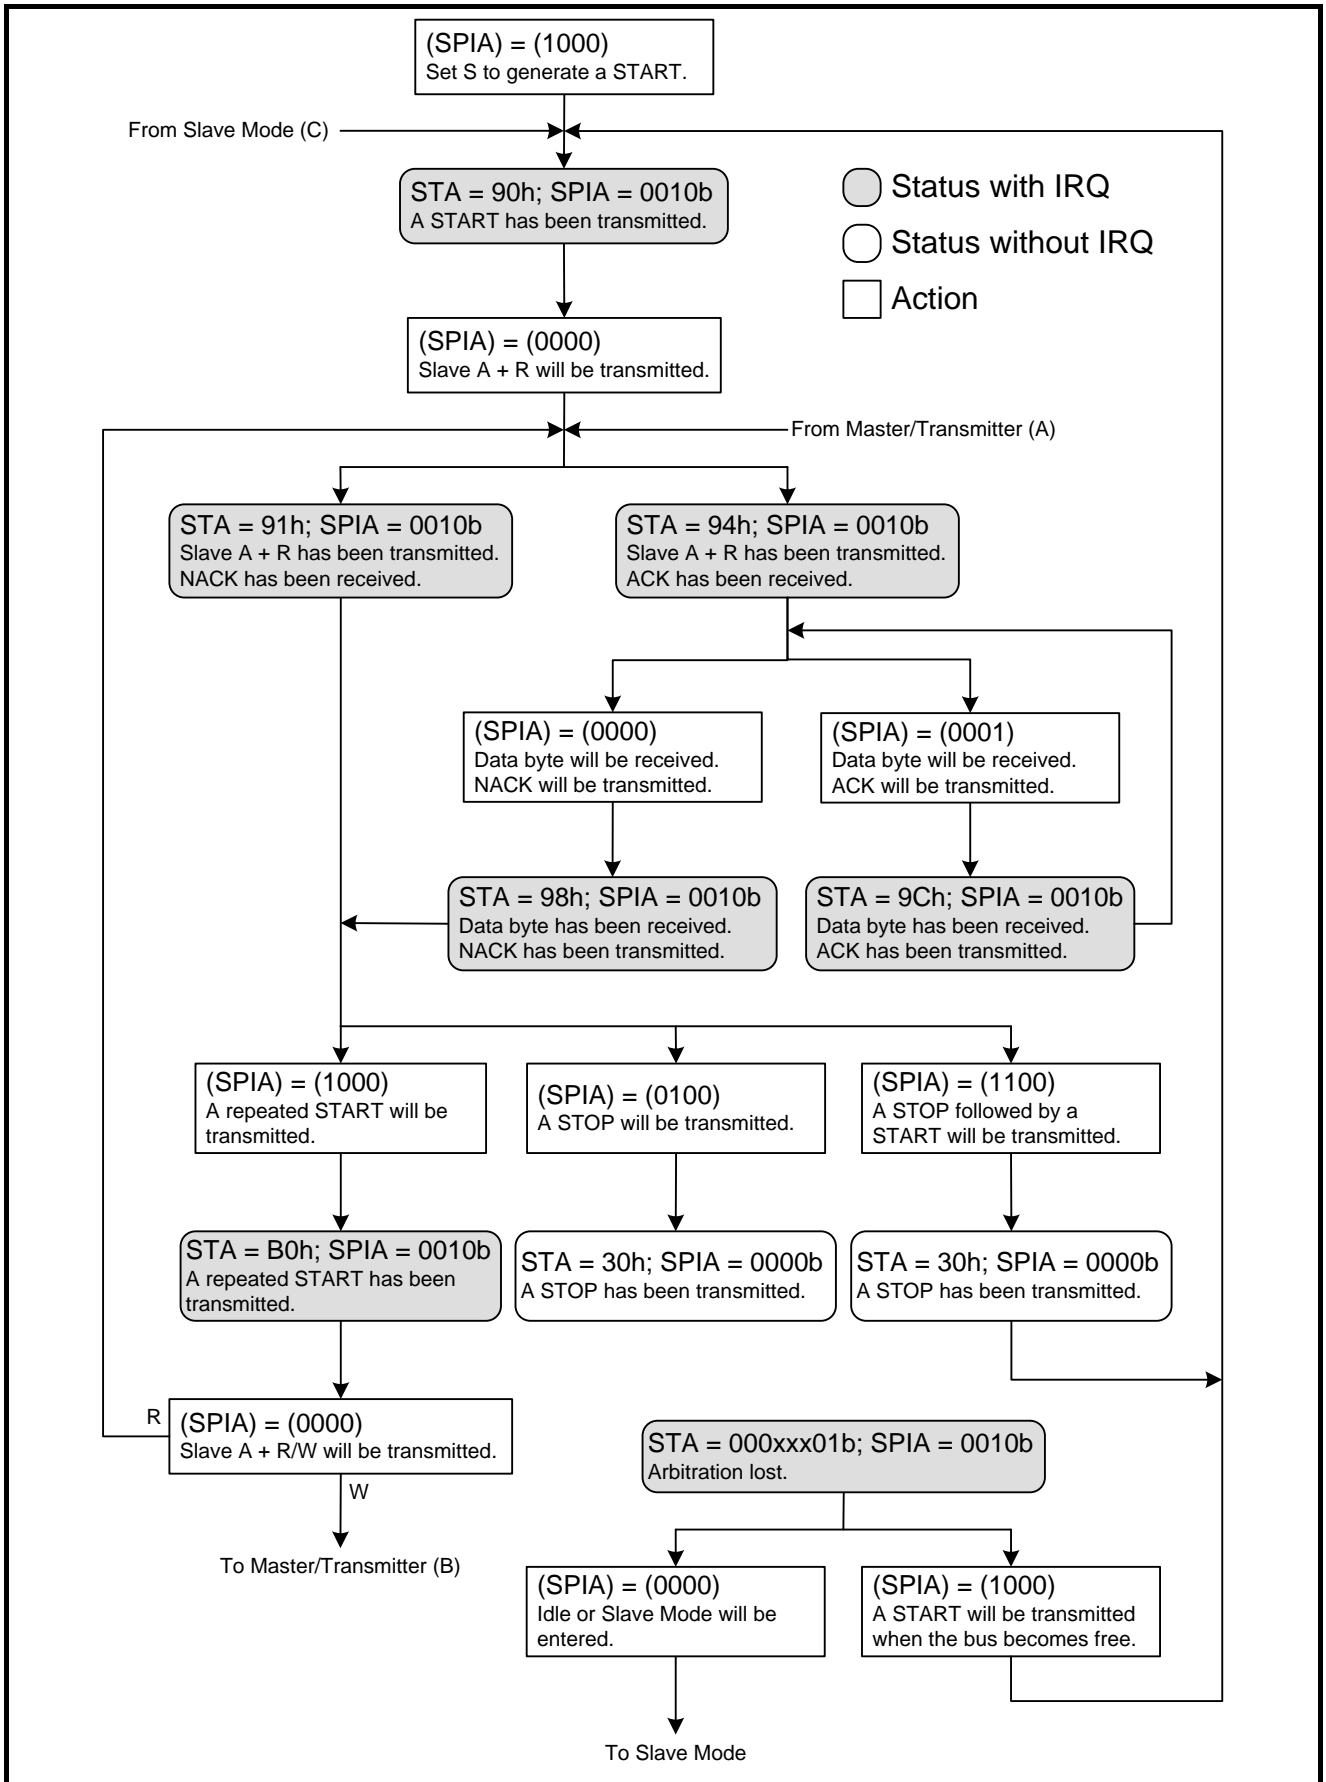 (SPIA) = (1000)
Set S to generate a START.
From Slave Mode (C)
STA = 90h; SPIA = 0010b
A START has been transmitted.
Status with IRQ
Status without IRQ
Action
(SPIA) = (0000)
Slave A + R will be transmitted.
From Master/Transmitter (A)
STA = 91h; SPIA = 0010b
Slave A + R has been transmitted.
NACK has been received.
STA = 94h; SPIA = 0010b
Slave A + R has been transmitted.
ACK has been received.
(SPIA) = (0000)
Data byte will be received.
NACK will be transmitted.
(SPIA) = (0001)
Data byte will be received.
ACK will be transmitted.
STA = 98h; SPIA = 0010b
Data byte has been received.
NACK has been transmitted.
STA = 9Ch; SPIA = 0010b
Data byte has been received.
ACK has been transmitted.
(SPIA) = (1000)
A repeated START will be
transmitted.
(SPIA) = (0100)
A STOP will be transmitted.
(SPIA) = (1100)
A STOP followed by a
START will be transmitted.
STA = B0h; SPIA = 0010b
A repeated START has been
transmitted.
STA = 30h; SPIA = 0000b
A STOP has been transmitted.
STA = 30h; SPIA = 0000b
A STOP has been transmitted.
R
(SPIA) = (0000)
Slave A + R/W will be transmitted.
W
To Master/Transmitter (B)
STA = 000xxx01b; SPIA = 0010b
Arbitration lost.
(SPIA) = (0000)
Idle or Slave Mode will be
entered.
(SPIA) = (1000)
A START will be transmitted
when the bus becomes free.
To Slave Mode